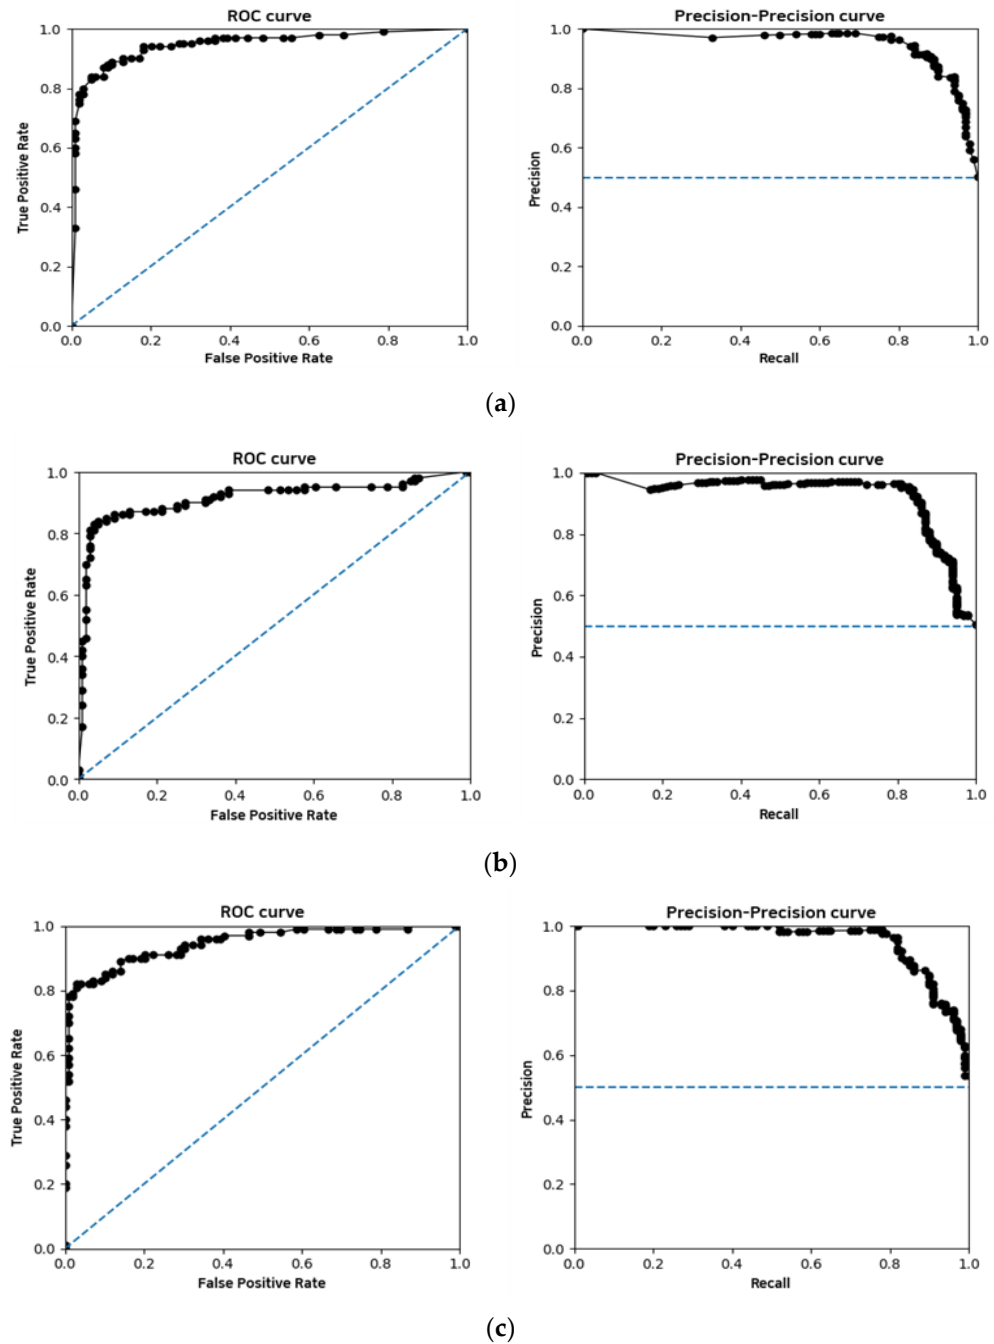 ROC curve
1.0
0.8
0.6
0.4
0.2
0.0
True Positive Rate
0.0 0.2 0.4 0.6 0.8 1.0
False Positive Rate
Precision-Precision curve
1.0
0.8
0.6
0.4
0.2
0.0
Precision
0.0 0.2 0.4 0.6 0.8 1.0
Recall
(a)
ROC curve
1.0
0.8
0.6
0.4
0.2
0.0
True Positive Rate
0.0 0.2 0.4 0.6 0.8 1.0
False Positive Rate
Precision-Precision curve
1.0
0.8
0.6
0.4
0.2
0.0
Precision
0.0 0.2 0.4 0.6 0.8 1.0
Recall
(b)
ROC curve
1.0
0.8
0.6
0.4
0.2
0.0
True Positive Rate
0.0 0.2 0.4 0.6 0.8 1.0
False Positive Rate
Precision-Precision curve
1.0
0.8
0.6
0.4
0.2
0.0
Precision
0.0 0.2 0.4 0.6 0.8 1.0
Recall
(c)